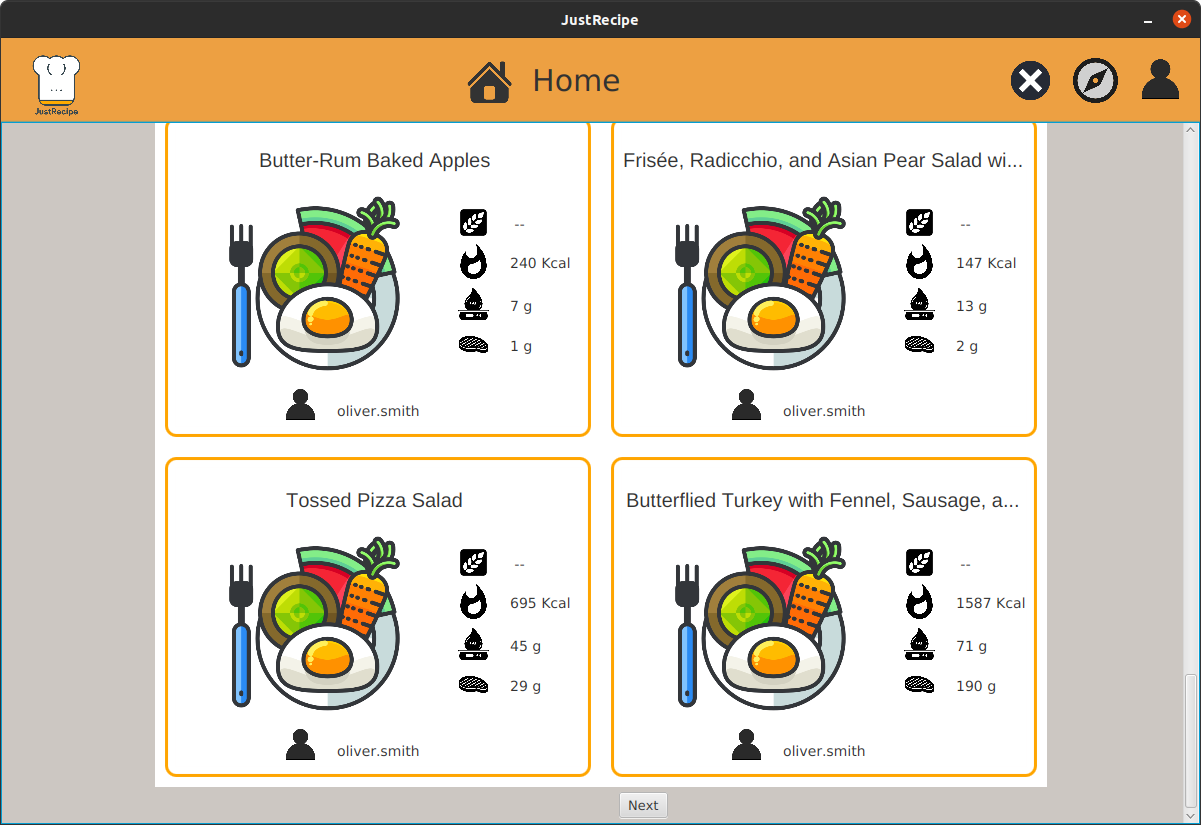 JustRecipe
JustRecipe
Home
Butter-Rum Baked Apples
--
240 Kcal
7 g
1 g
oliver.smith
Frisée, Radicchio, and Asian Pear Salad wi...
--
147 Kcal
13 g
2 g
oliver.smith
Tossed Pizza Salad
--
695 Kcal
45 g
29 g
oliver.smith
Butterflied Turkey with Fennel, Sausage, a...
--
1587 Kcal
71 g
190 g
oliver.smith
Next